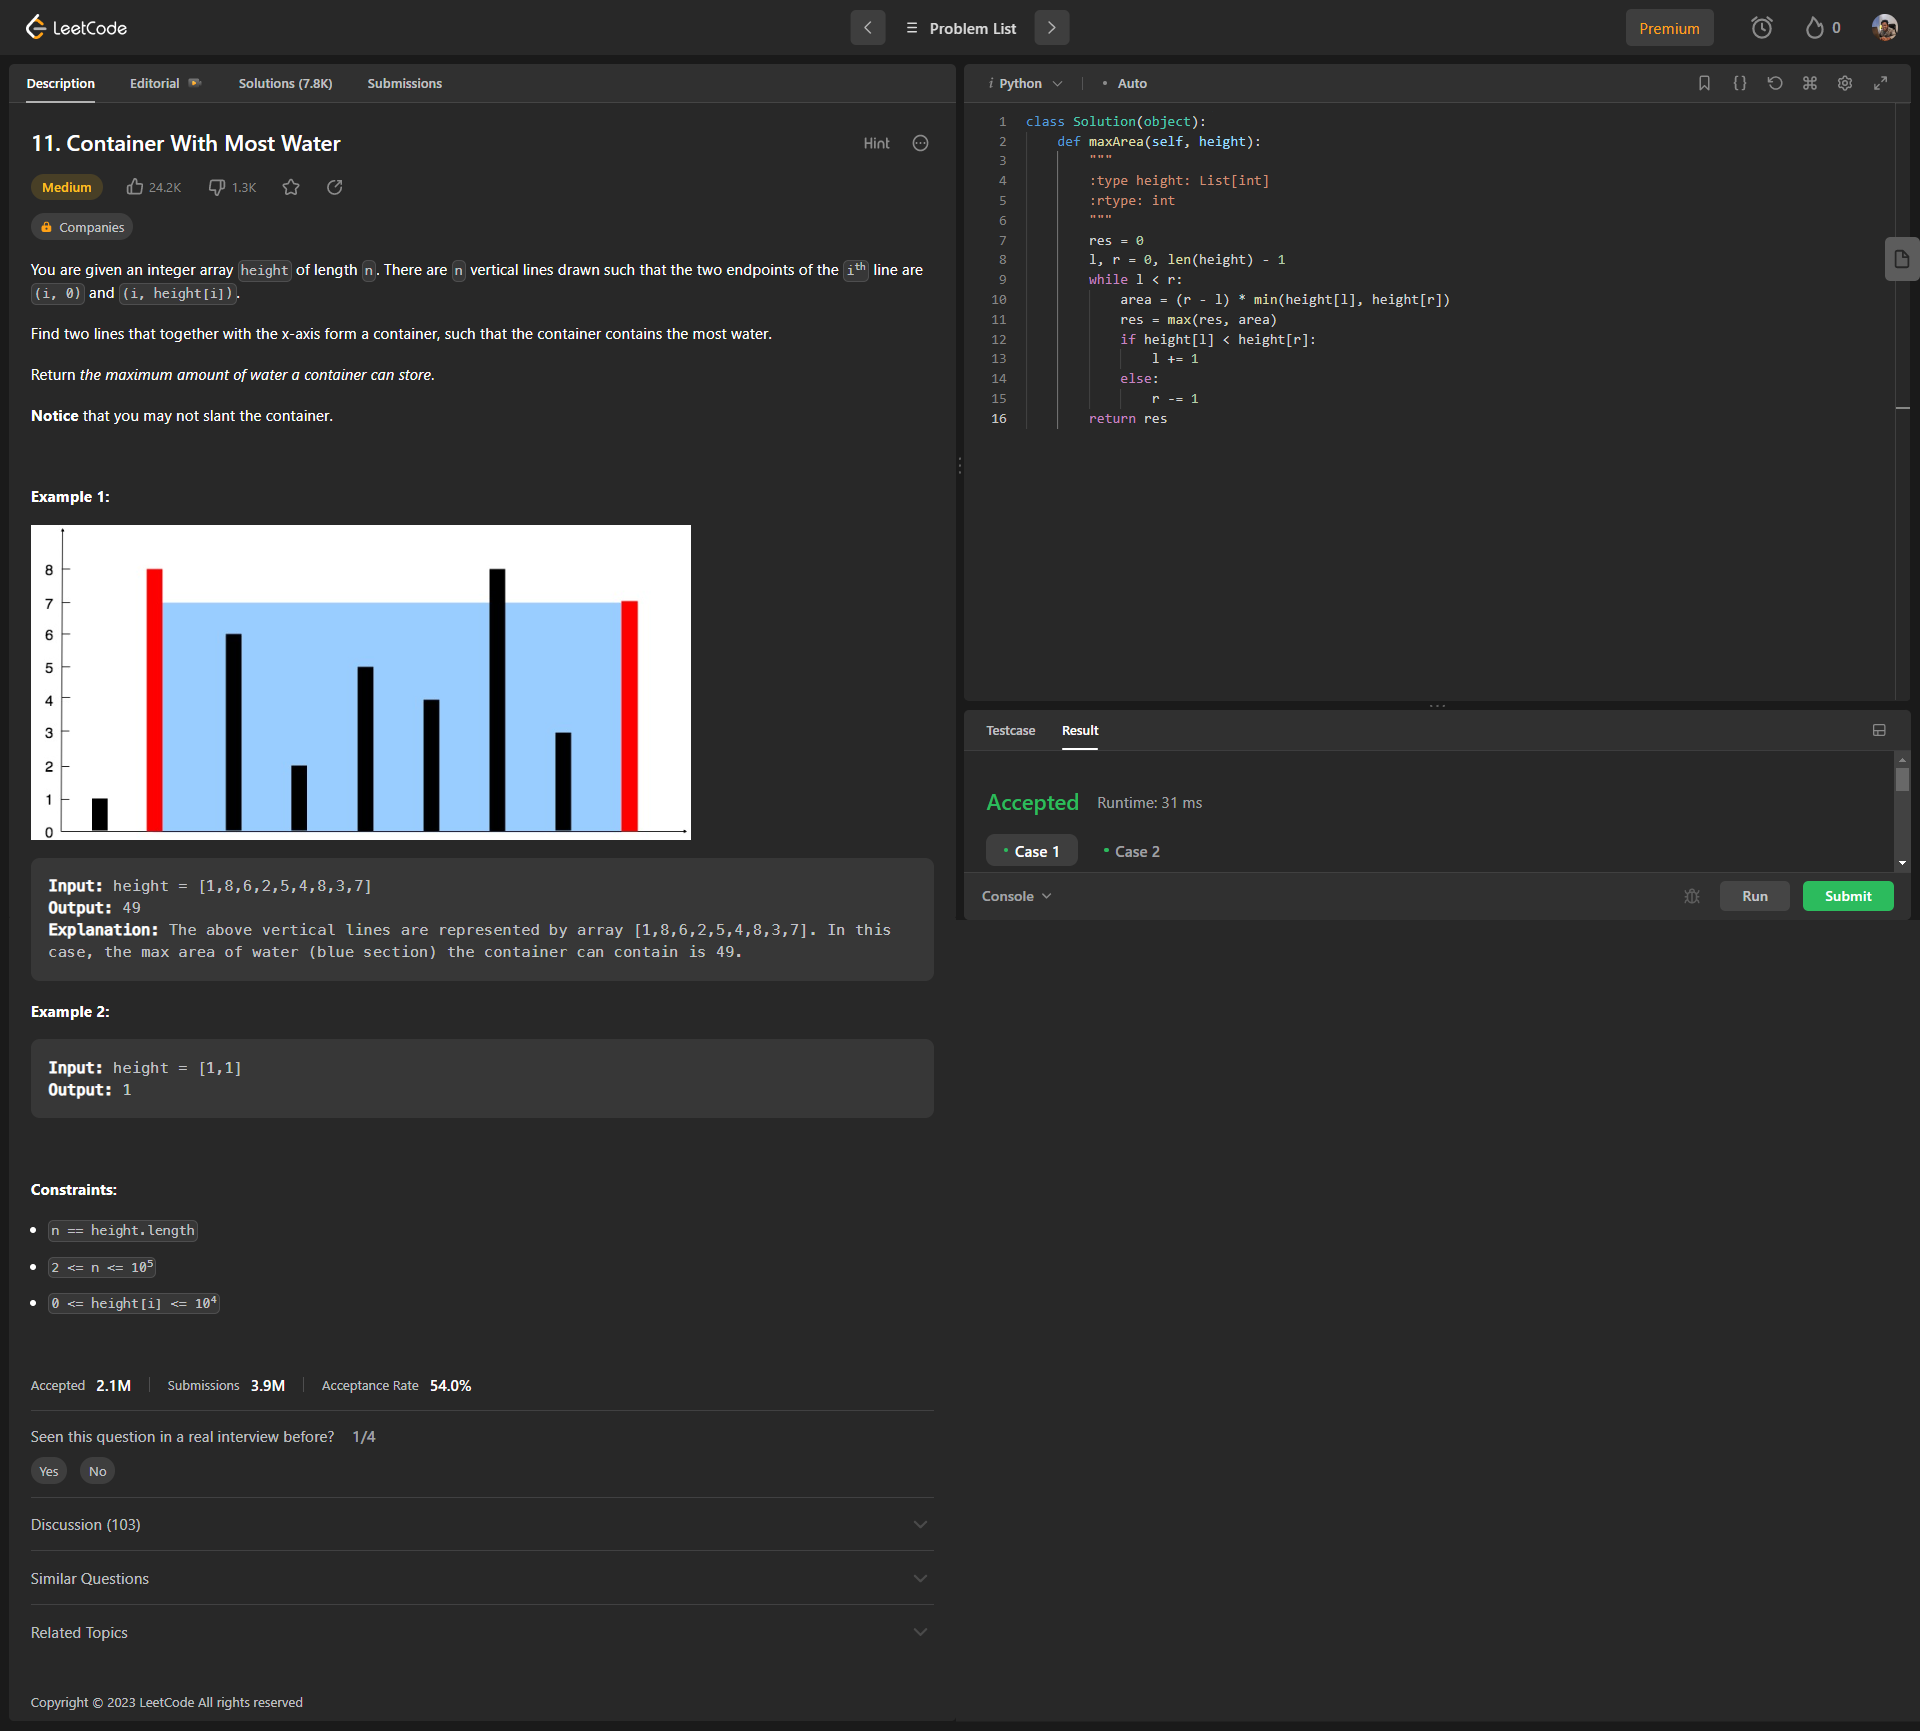 LeetCode
Problem List
Premium
0
Description Editorial Solutions (7.8K) Submissions
11. Container With Most Water
Hint
Medium 24.2K 1.3K
Companies
You are given an integer array height of length n. There are n vertical lines drawn such that the two endpoints of the ith line are
(i, 0) and (i, height[i]).
Find two lines that together with the x-axis form a container, such that the container contains the most water.
Return the maximum amount of water a container can store.
Notice that you may not slant the container.
Example 1:
8
7
6
5
4
3
2
1
0
Input: height = [1,8,6,2,5,4,8,3,7]
Output: 49
Explanation: The above vertical lines are represented by array [1,8,6,2,5,4,8,3,7]. In this
case, the max area of water (blue section) the container can contain is 49.
Example 2:
Input: height = [1,1]
Output: 1
Constraints:
• n == height.length
• 2 <= n <= 10⁵
• 0 <= height[i] <= 10⁴
Accepted 2.1M Submissions 3.9M Acceptance Rate 54.0%
Seen this question in a real interview before? 1/4
Yes No
Discussion (103)
Similar Questions
Related Topics
Copyright © 2023 LeetCode All rights reserved
i Python • Auto
1 class Solution(object):
2     def maxArea(self, height):
3         """
4         :type height: List[int]
5         :rtype: int
6         """
7         res = 0
8         l, r = 0, len(height) - 1
9         while l < r:
10             area = (r - l) * min(height[l], height[r])
11             res = max(res, area)
12             if height[l] < height[r]:
13                 l += 1
14             else:
15                 r -= 1
16         return res
Testcase Result
Accepted Runtime: 31 ms
• Case 1 • Case 2
Console Run Submit